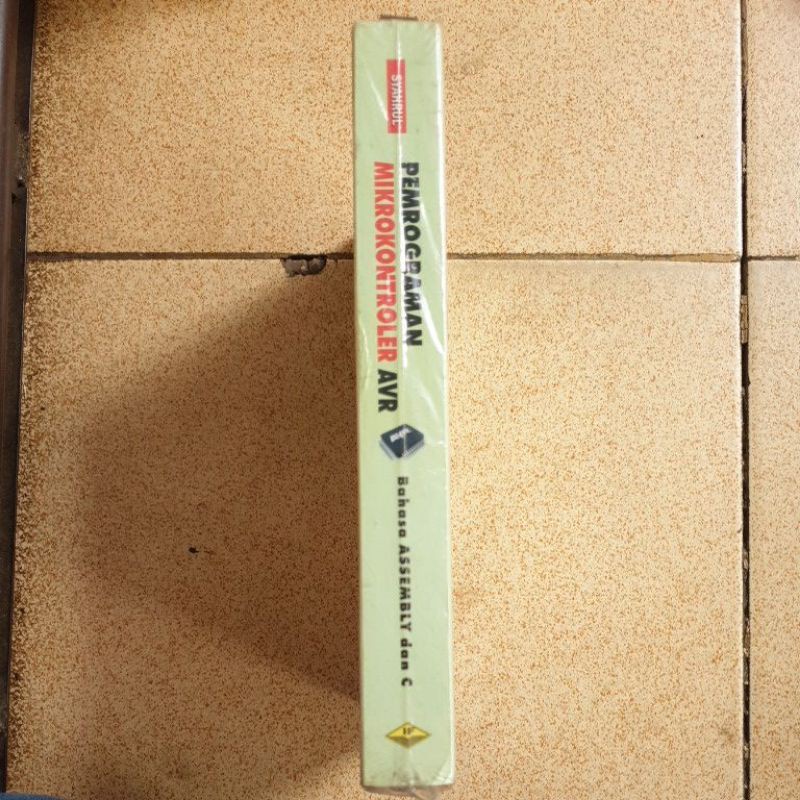 SYAHRUL
PEMROGRAMAN
MIKROKONTROLER AVR
Bahasa ASSEMBLY dan C